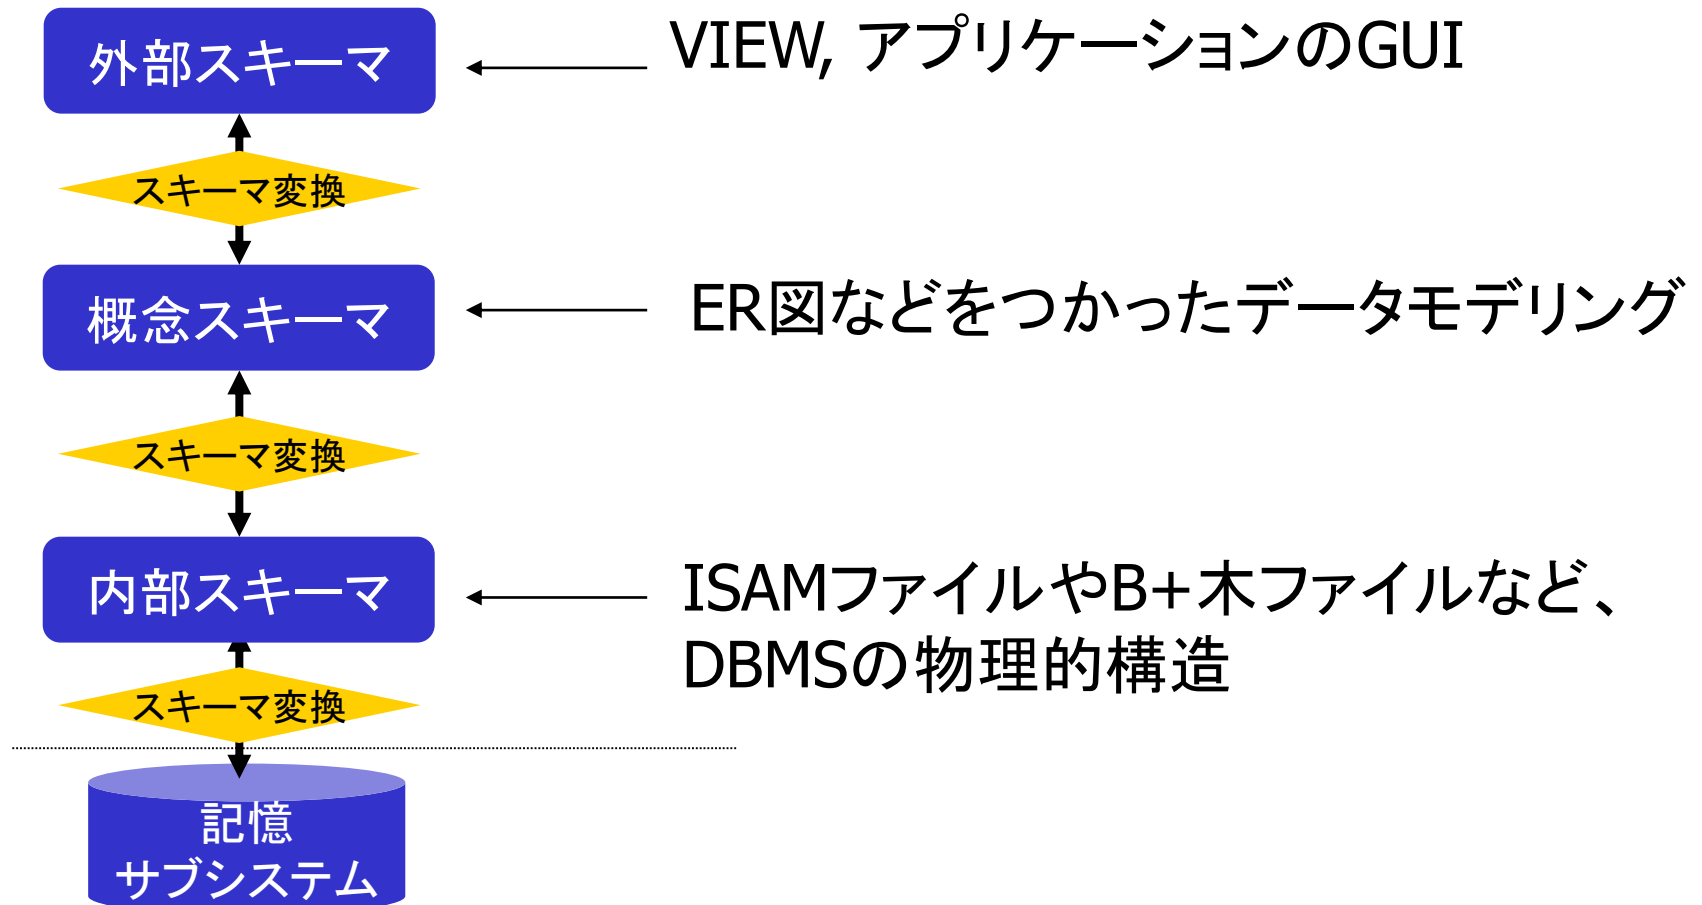 外部スキーマ
VIEW, アプリケーションのGUI
スキーマ変換
概念スキーマ
ER図などをつかったデータモデリング
スキーマ変換
内部スキーマ
ISAMファイルやB+木ファイルなど、
DBMSの物理的構造
スキーマ変換
記憶
サブシステム